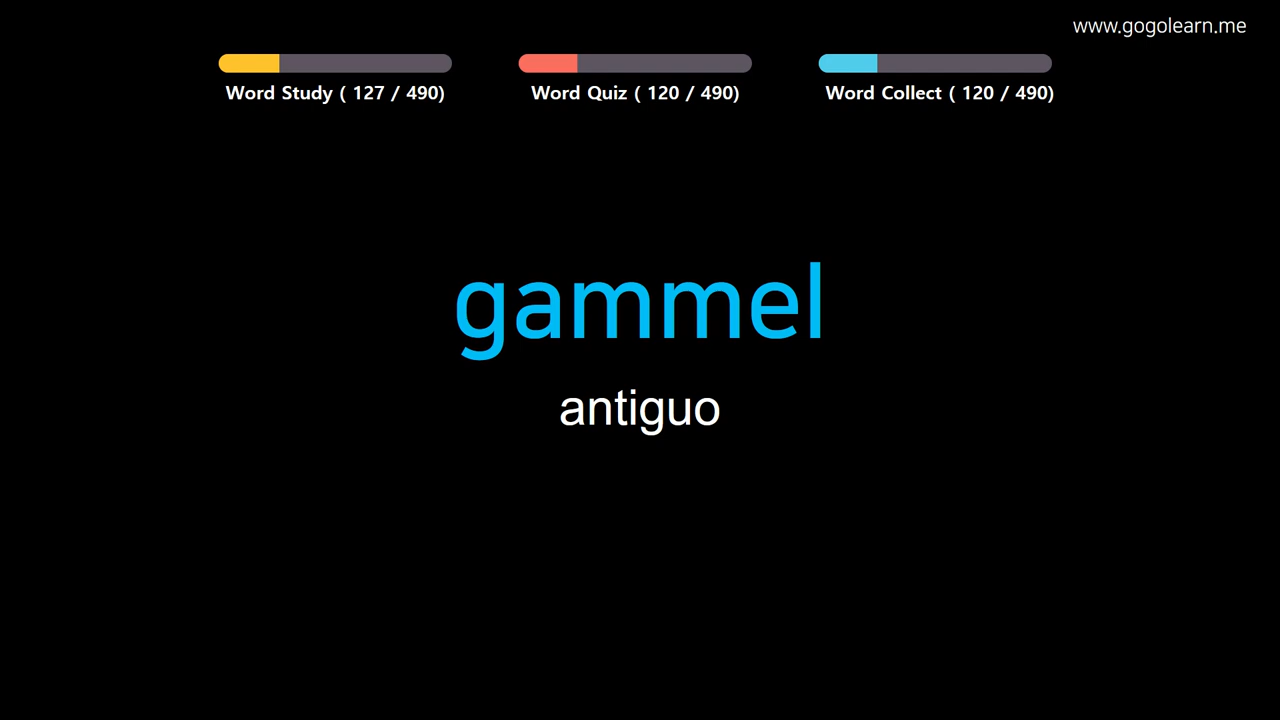 www.gogolearn.me
Word Study ( 127 / 490)
Word Quiz ( 120 / 490)
Word Collect ( 120 / 490)
gammel
antiguo